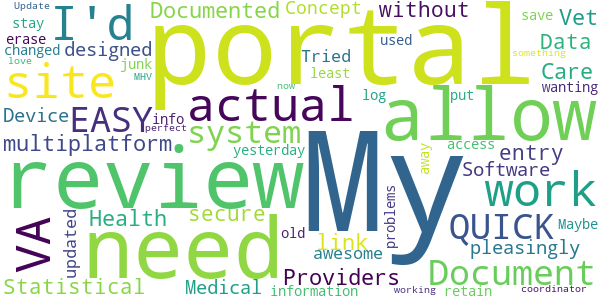 Update
stay
I'd
Documented
Concept
without
save
Vet
erase
changed
designed
portal
Tried
used
something
love
junk
least
Data
site
MHV
info
actual
log
put
allow
Care
wanting
Device
EASY
system
perfect
now
access
entry
multiplatform
yesterday
My
away
Software
review
work
VA
updated
Health
secure
old
link
problems
QUICK
Maybe
need
awesome
pleasingly
Statistical
Medical
Providers
information
working
Document
retain
coordinator